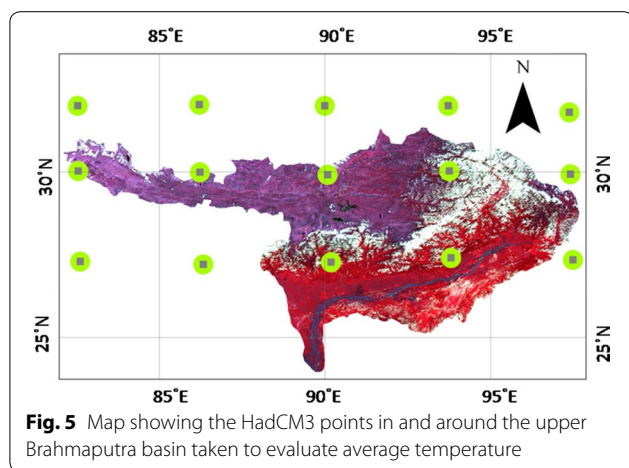 85°E 90°E 95°E
N
30°N 30°N
25°N 25°N
85°E 90°E 95°E
Fig. 5 Map showing the HadCM3 points in and around the upper
Brahmaputra basin taken to evaluate average temperature